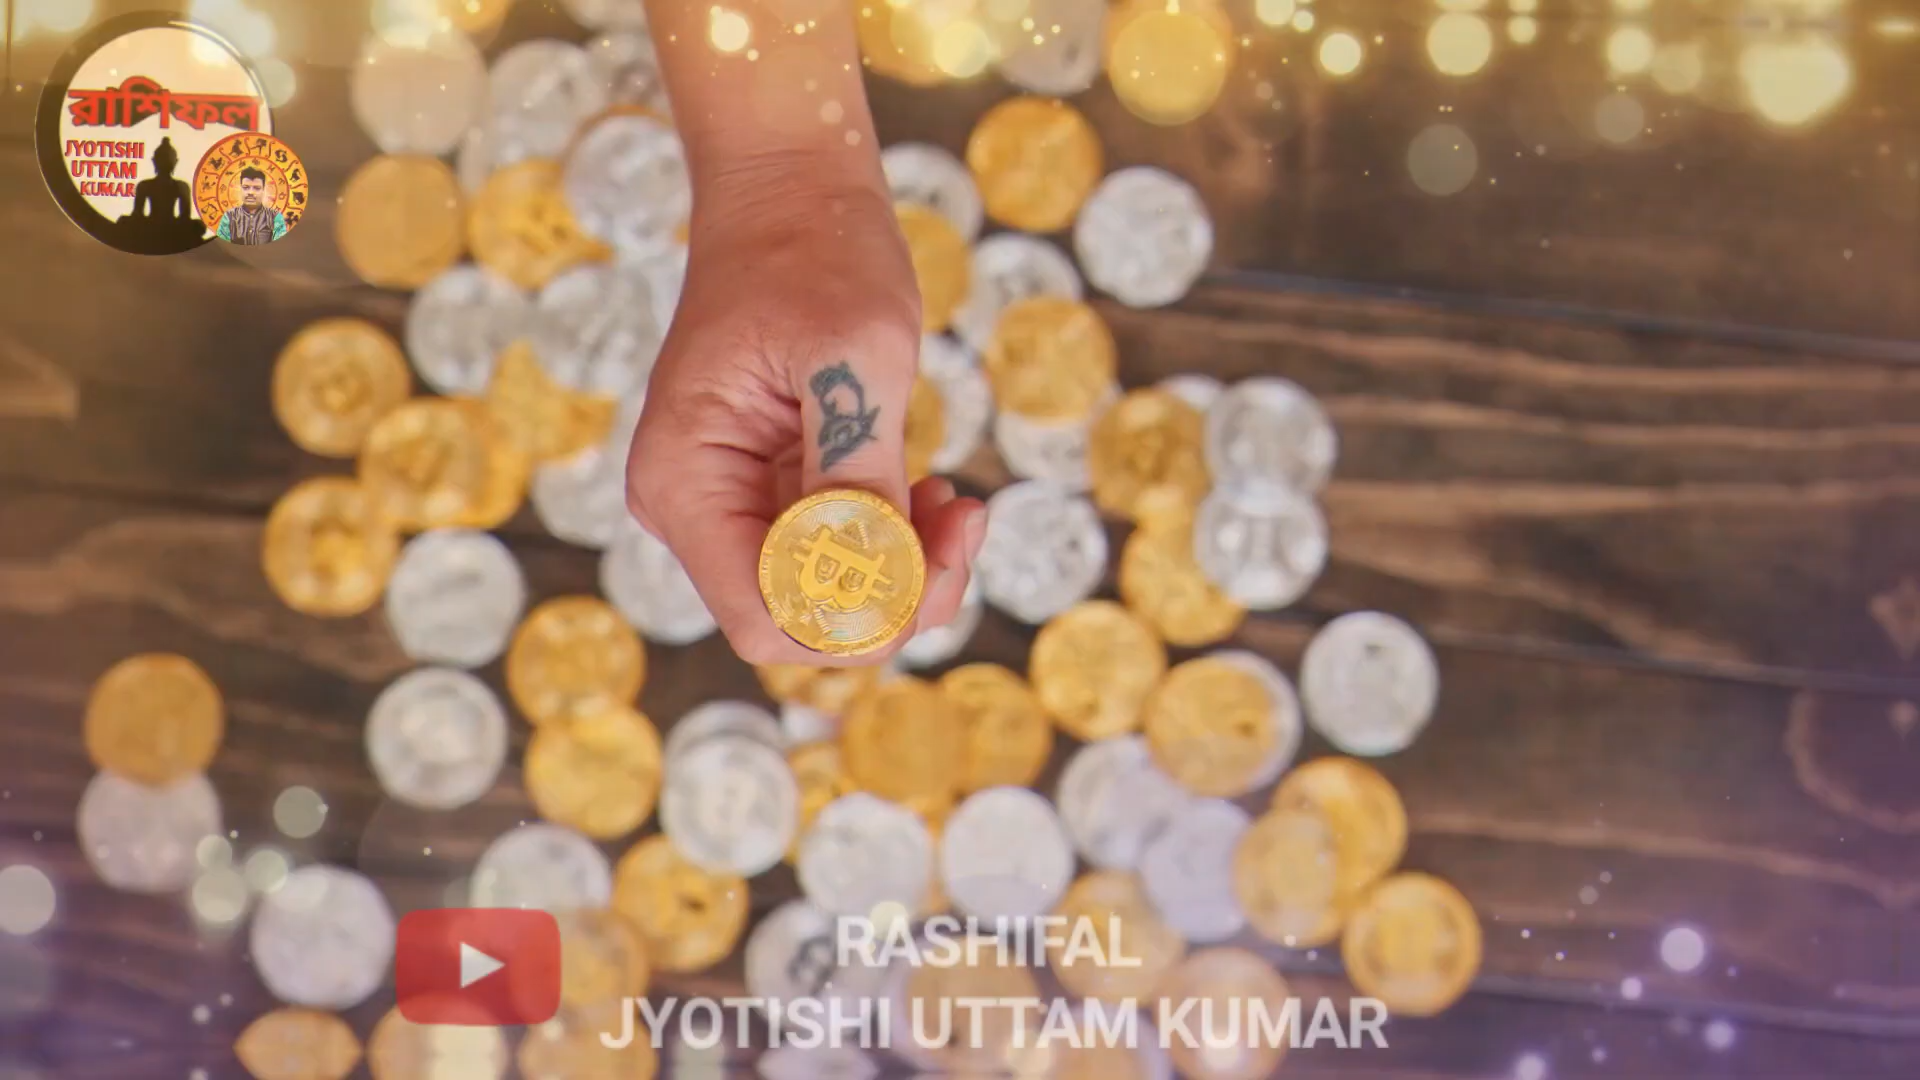 রাশিফল
JYOTISHI
UTTAM
KUMAR
RASHIFAL
JYOTISHI UTTAM KUMAR